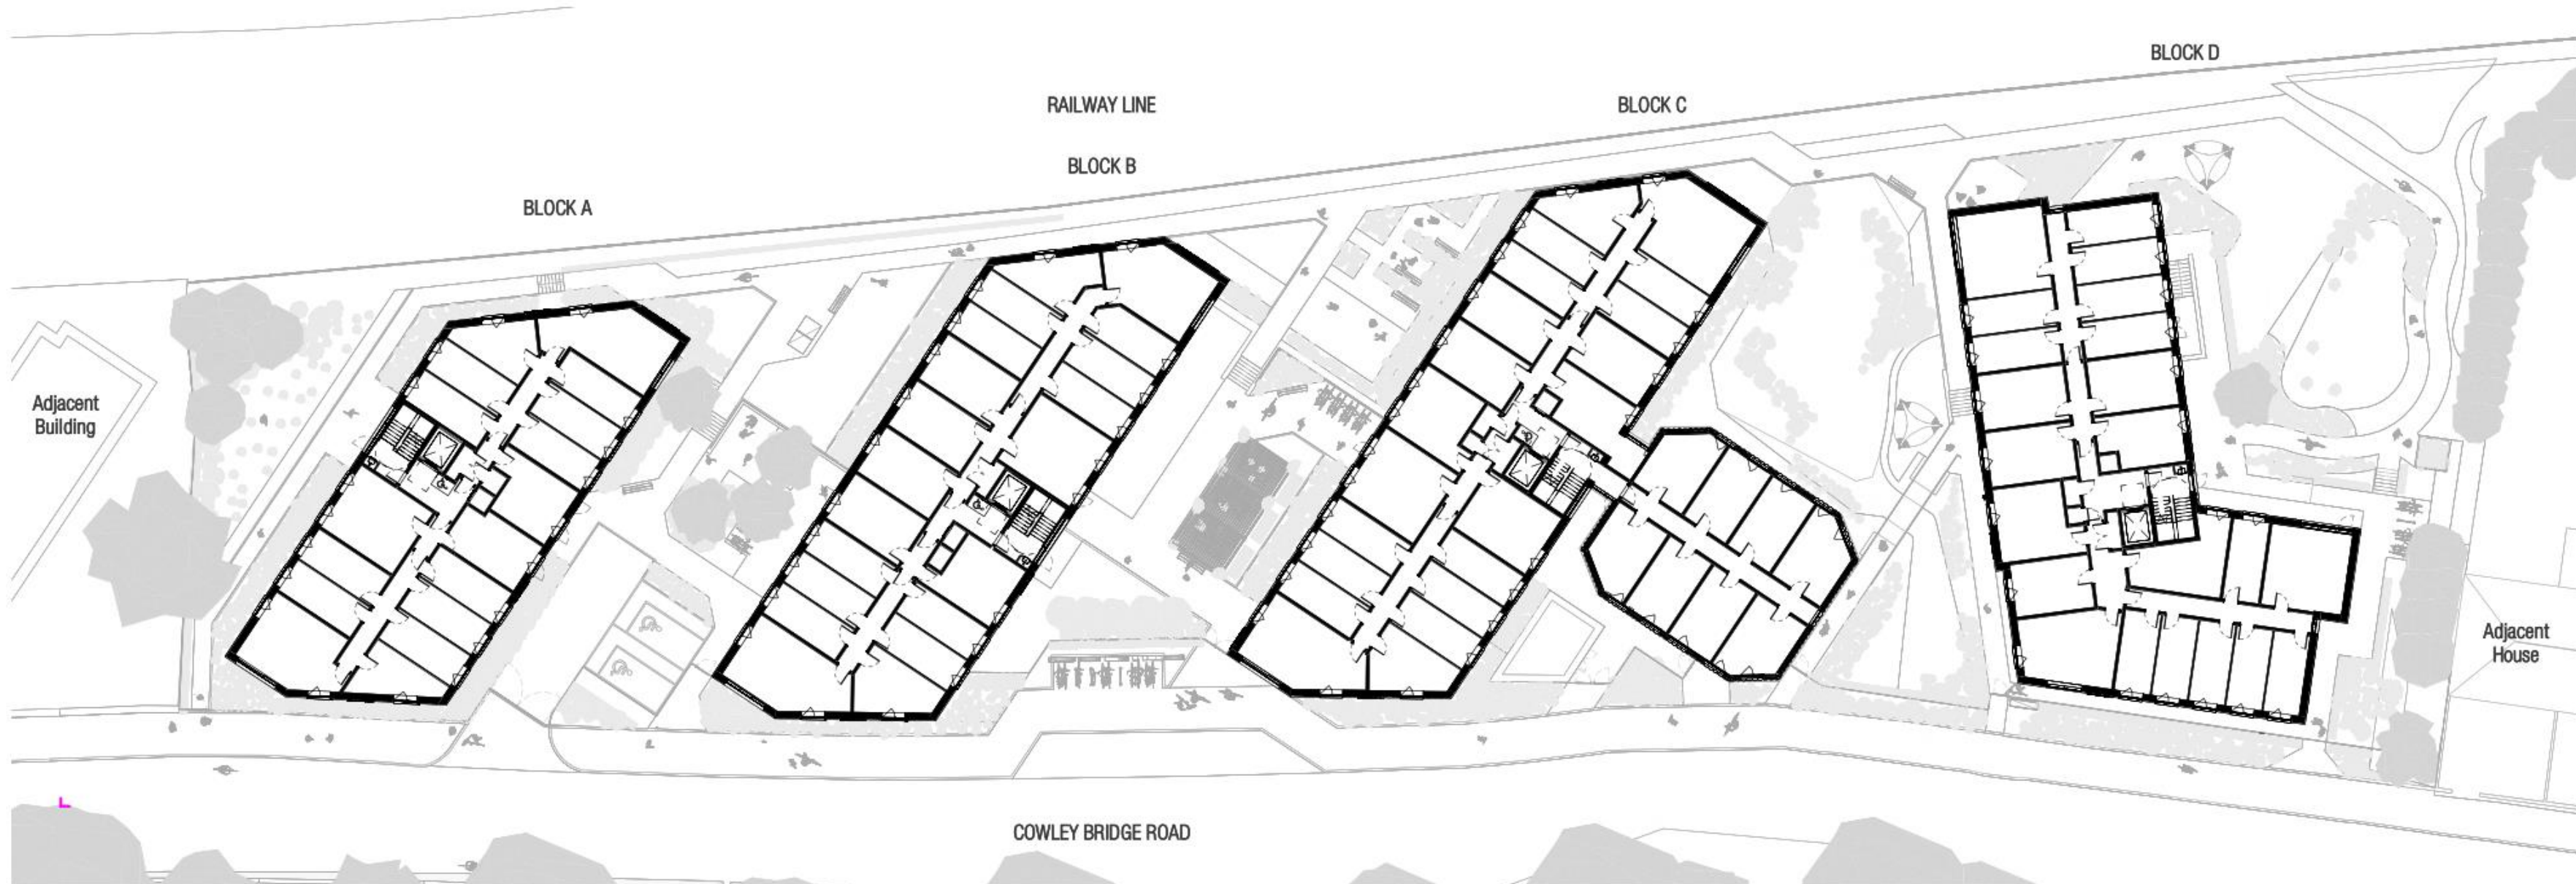 BLOCK D
RAILWAY LINE
BLOCK C
BLOCK B
BLOCK A
Adjacent
Building
Adjacent
House
COWLEY BRIDGE ROAD